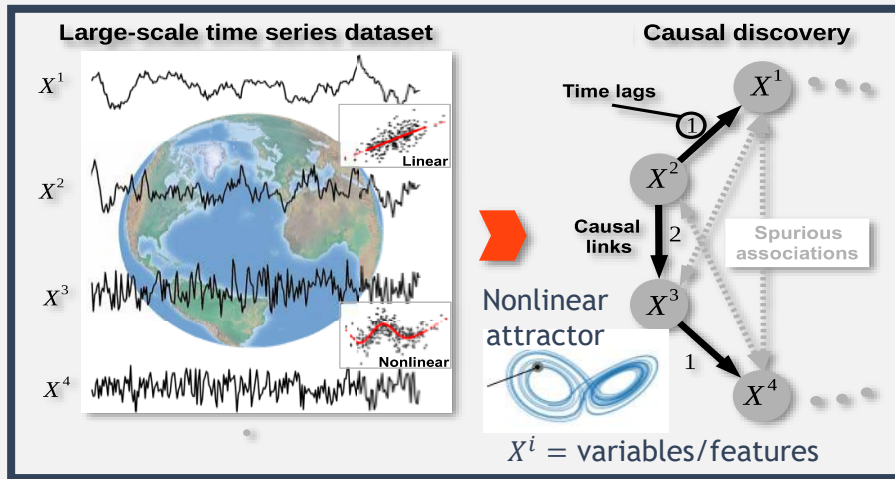 Large-scale time series dataset
X¹
X²
X³
X⁴
Linear
Nonlinear
Causal discovery
Time lags
1
X¹
X²
Causal
links
2
Spurious
associations
X³
Nonlinear
attractor
1
X⁴
Xⁱ = variables/features